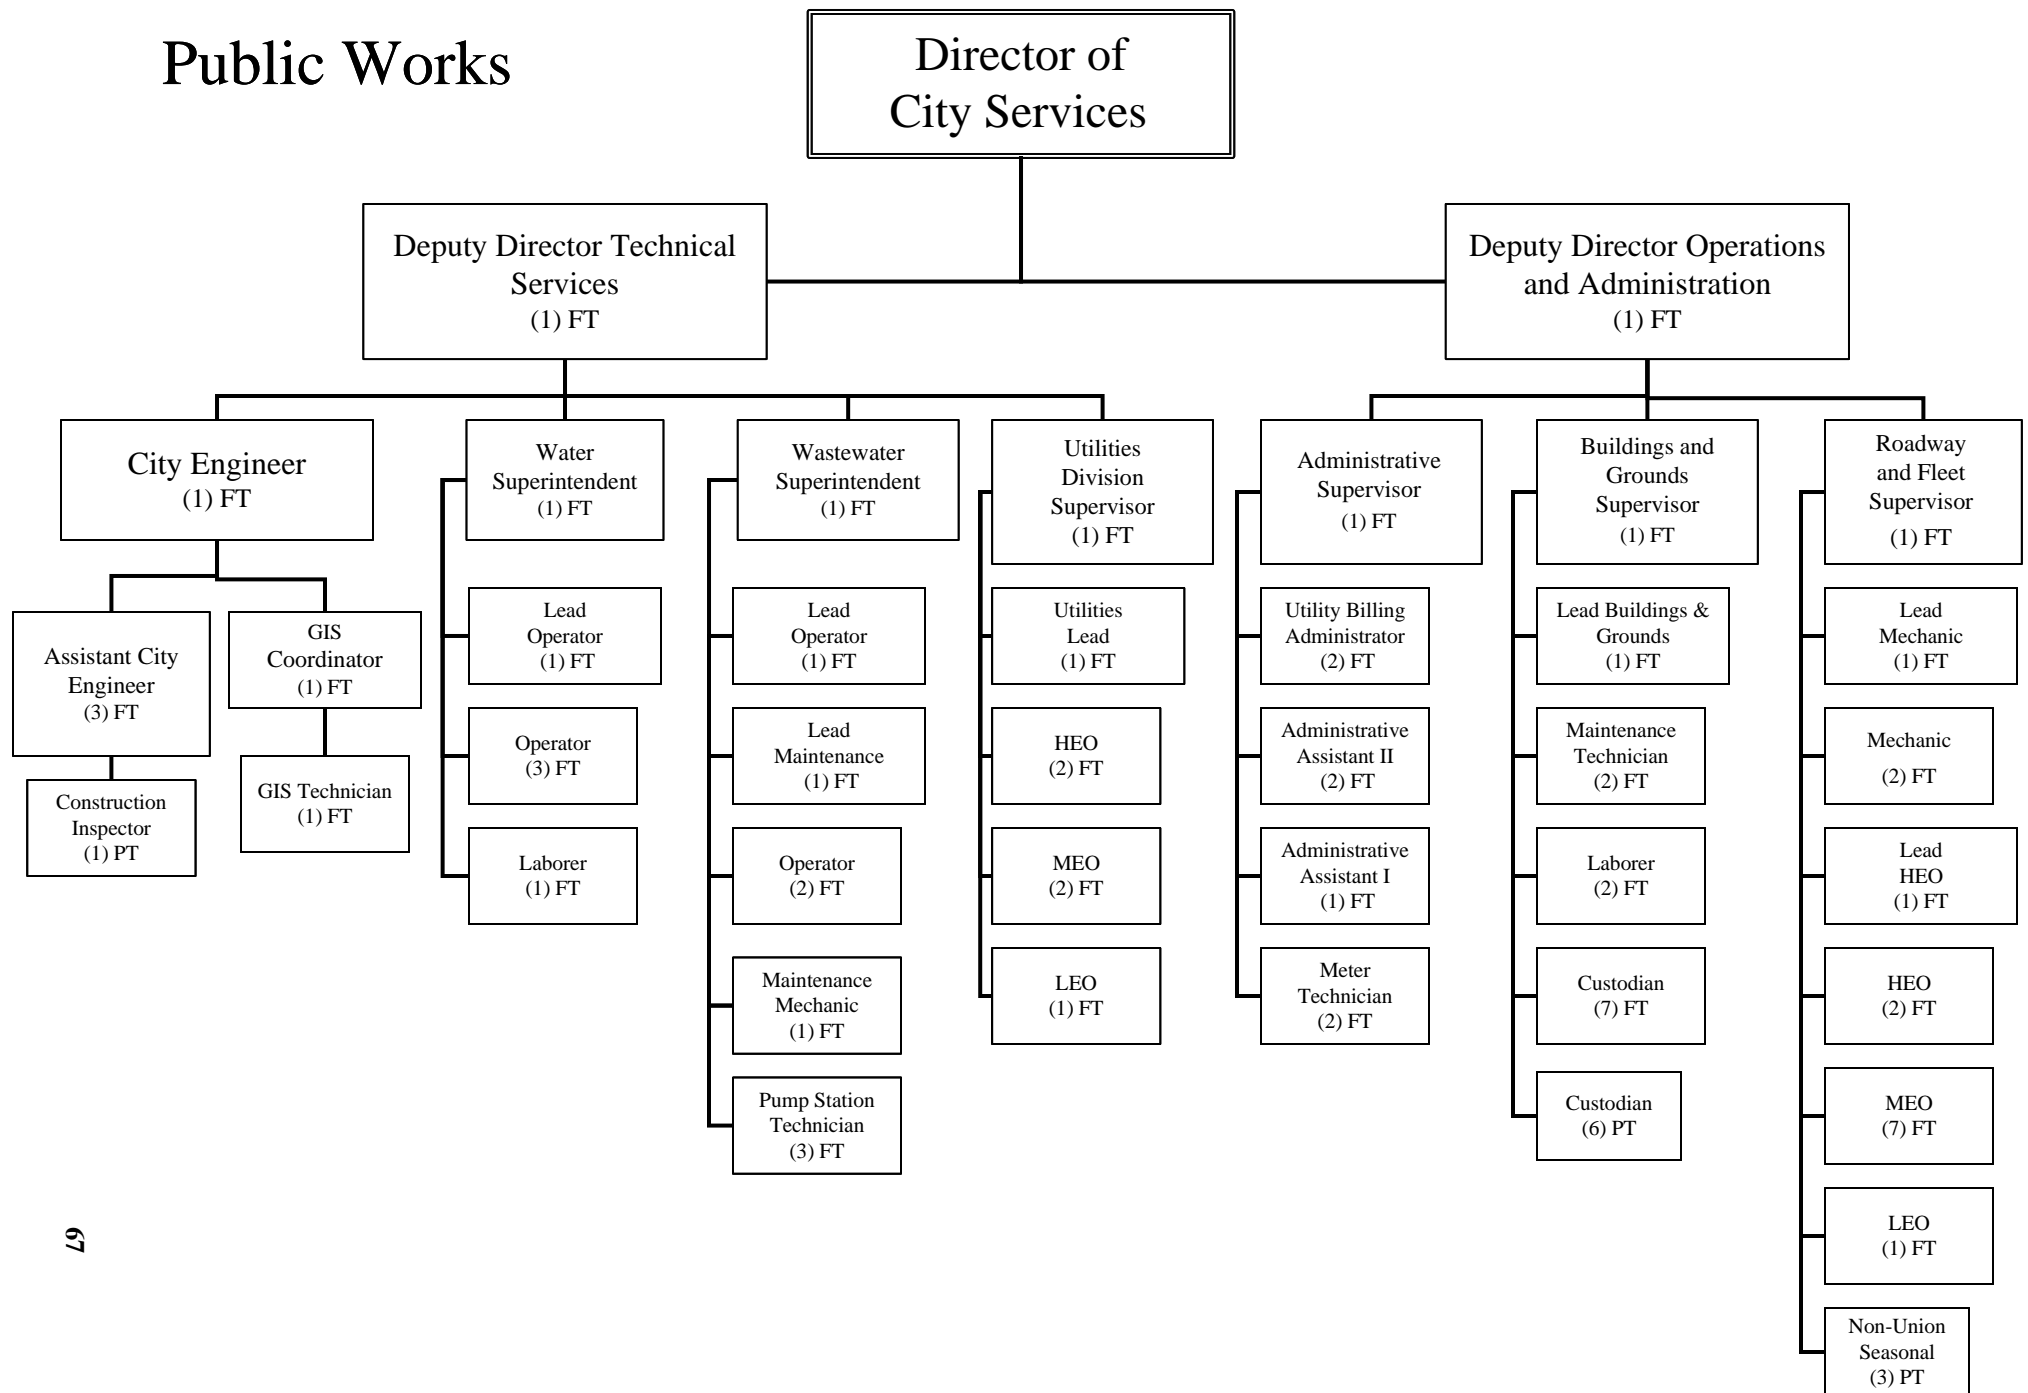 Public Works
Director of
City Services
Deputy Director Technical
Services
(1) FT
Deputy Director Operations
and Administration
(1) FT
City Engineer
(1) FT
Water
Superintendent
(1) FT
Wastewater
Superintendent
(1) FT
Utilities
Division
Supervisor
(1) FT
Administrative
Supervisor
(1) FT
Buildings and
Grounds
Supervisor
(1) FT
Roadway
and Fleet
Supervisor
(1) FT
Assistant City
Engineer
(3) FT
Construction
Inspector
(1) PT
GIS
Coordinator
(1) FT
GIS Technician
(1) FT
Lead
Operator
(1) FT
Operator
(3) FT
Laborer
(1) FT
Lead
Operator
(1) FT
Lead
Maintenance
(1) FT
Operator
(2) FT
Maintenance
Mechanic
(1) FT
Pump Station
Technician
(3) FT
Utilities
Lead
(1) FT
HEO
(2) FT
MEO
(2) FT
LEO
(1) FT
Utility Billing
Administrator
(2) FT
Administrative
Assistant II
(2) FT
Administrative
Assistant I
(1) FT
Meter
Technician
(2) FT
Lead Buildings &
Grounds
(1) FT
Maintenance
Technician
(2) FT
Laborer
(2) FT
Custodian
(7) FT
Custodian
(6) PT
Lead
Mechanic
(1) FT
Mechanic
(2) FT
Lead
HEO
(1) FT
HEO
(2) FT
MEO
(7) FT
LEO
(1) FT
Non-Union
Seasonal
(3) PT
67